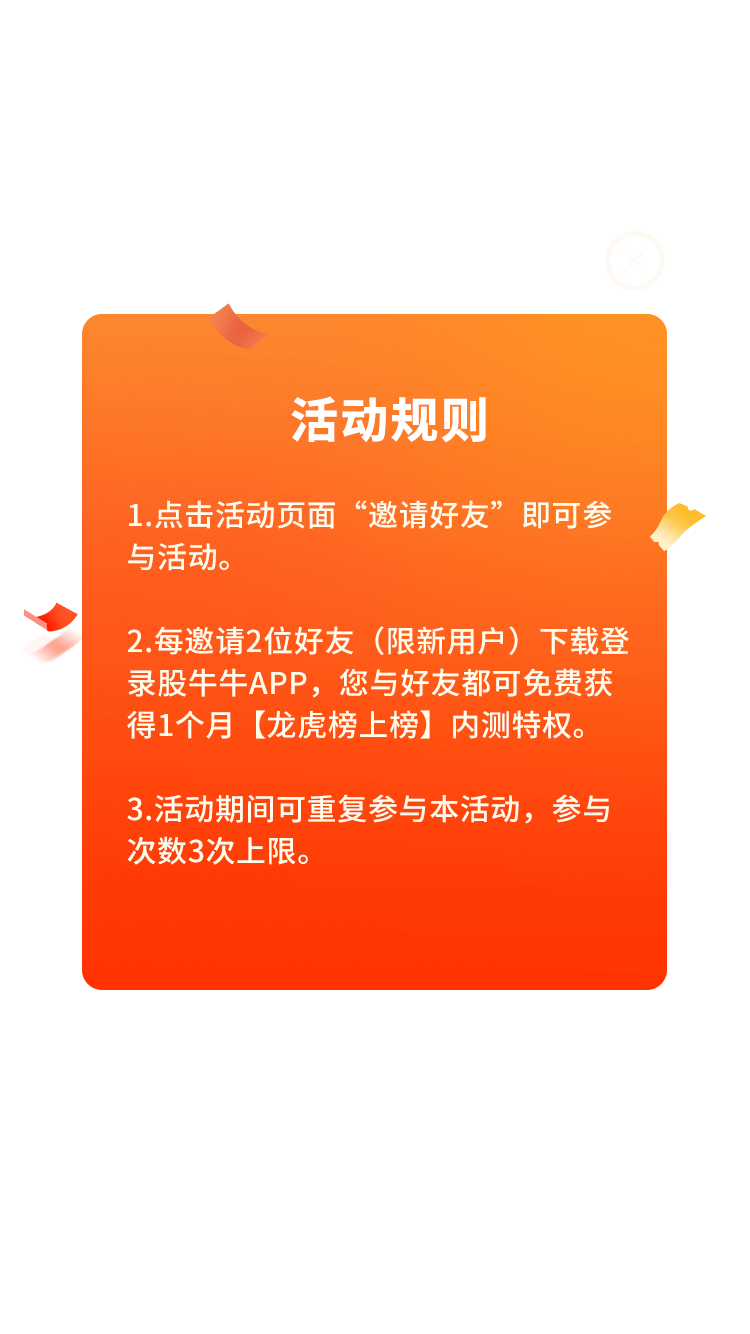 活动规则
1.点击活动页面“邀请好友”即可参
与活动。
2.每邀请2位好友（限新用户）下载登
录股牛牛APP，您与好友都可免费获
得1个月【龙虎榜上榜】内测特权。
3.活动期间可重复参与本活动，参与
次数3次上限。